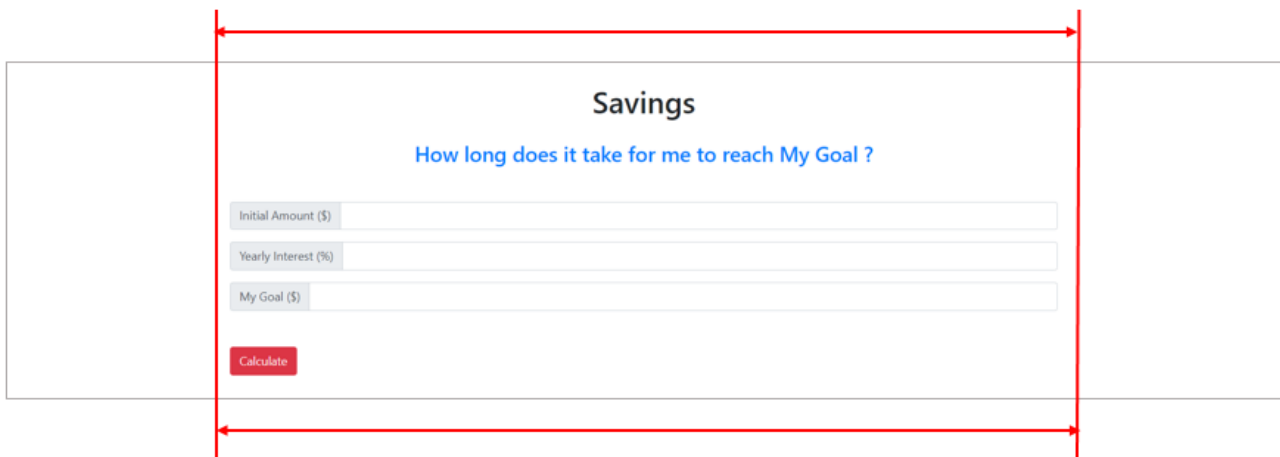 Savings
How long does it take for me to reach My Goal ?
Initial Amount ($)
Yearly Interest (%)
My Goal ($)
Calculate